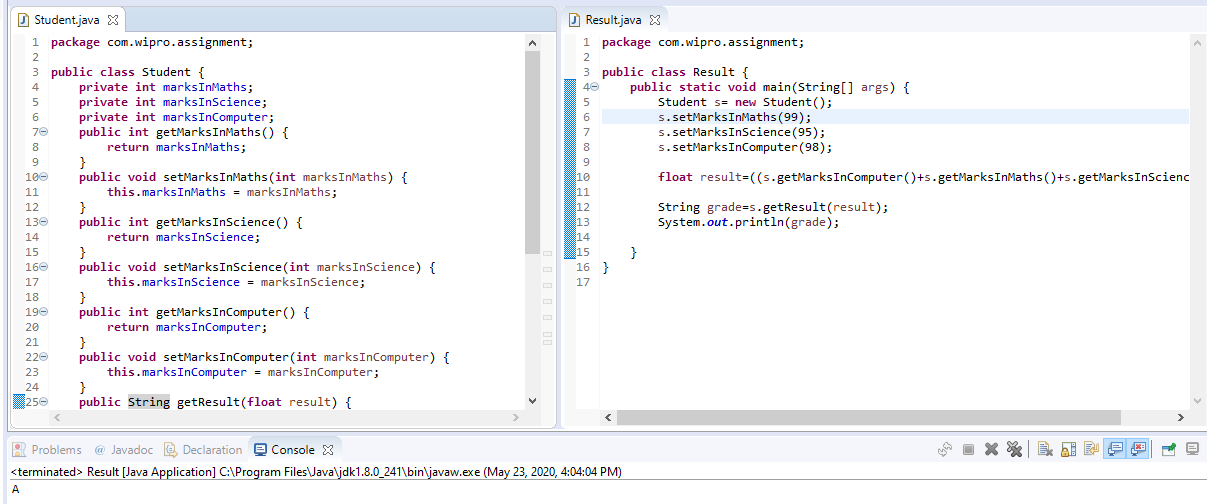 Student.java
1 package com.wipro.assignment;
2
3 public class Student {
4 private int marksInMaths;
5 private int marksInScience;
6 private int marksInComputer;
7 public int getMarksInMaths() {
8 return marksInMaths;
9 }
10 public void setMarksInMaths(int marksInMaths) {
11 this.marksInMaths = marksInMaths;
12 }
13 public int getMarksInScience() {
14 return marksInScience;
15 }
16 public void setMarksInScience(int marksInScience) {
17 this.marksInScience = marksInScience;
18 }
19 public int getMarksInComputer() {
20 return marksInComputer;
21 }
22 public void setMarksInComputer(int marksInComputer) {
23 this.marksInComputer = marksInComputer;
24 }
25 public String getResult(float result) {
Result.java
1 package com.wipro.assignment;
2
3 public class Result {
4 public static void main(String[] args) {
5 Student s= new Student();
6 s.setMarksInMaths(99);
7 s.setMarksInScience(95);
8 s.setMarksInComputer(98);
9
10 float result=((s.getMarksInComputer()+s.getMarksInMaths()+s.getMarksInScienc
11
12 String grade=s.getResult(result);
13 System.out.println(grade);
14
15 }
16 }
17
Problems @ Javadoc Declaration Console
<terminated> Result [Java Application] C:\Program Files\Java\jdk1.8.0_241\bin\javaw.exe (May 23, 2020, 4:04:04 PM)
A